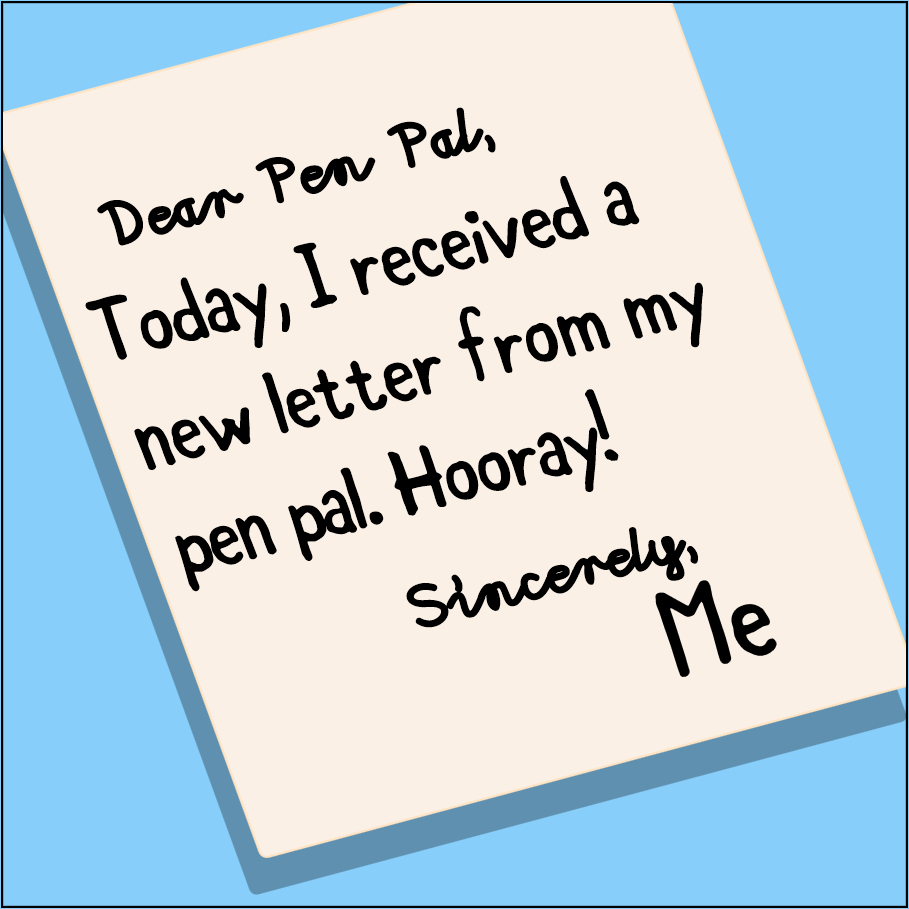 Dear Pen Pal,
Today, I received a
new letter from my
pen pal. Hooray!
Sincerely,
Me